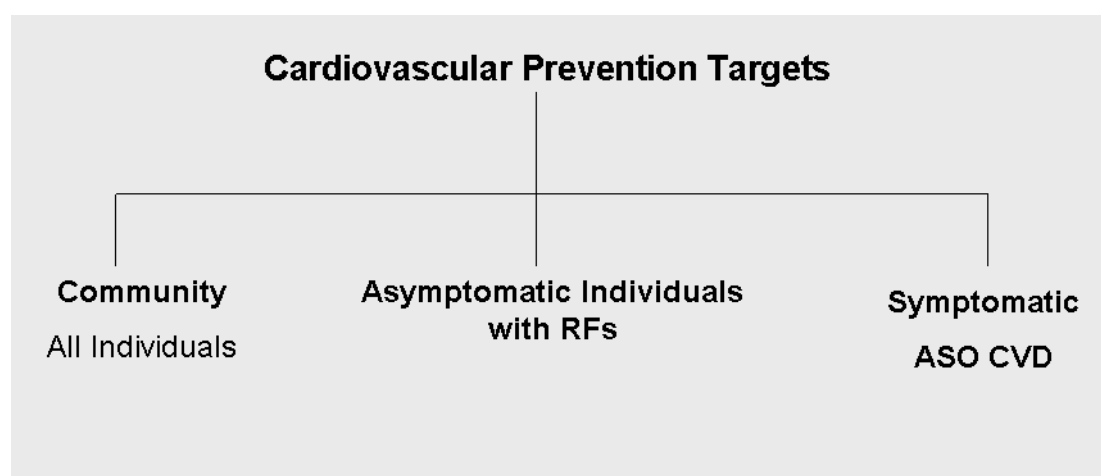 Cardiovascular Prevention Targets
Community
All Individuals
Asymptomatic Individuals
with RFs
Symptomatic
ASO CVD